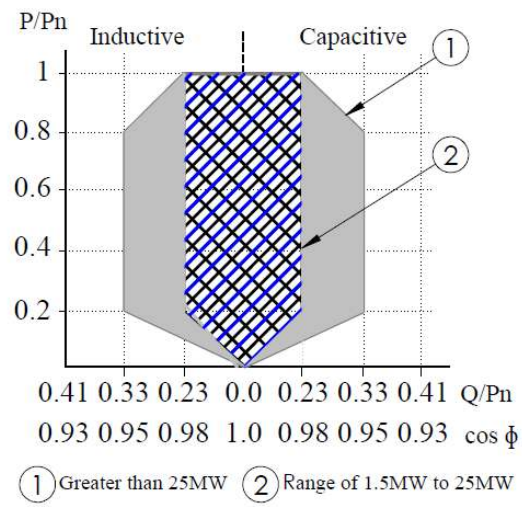 P/Pn
Inductive
Capacitive
1
1
0.8
2
0.6
0.4
0.2
0.41 0.33 0.23 0.0 0.23 0.33 0.41 Q/Pn
0.93 0.95 0.98 1.0 0.98 0.95 0.93 cos ϕ
1 Greater than 25MW 2 Range of 1.5MW to 25MW